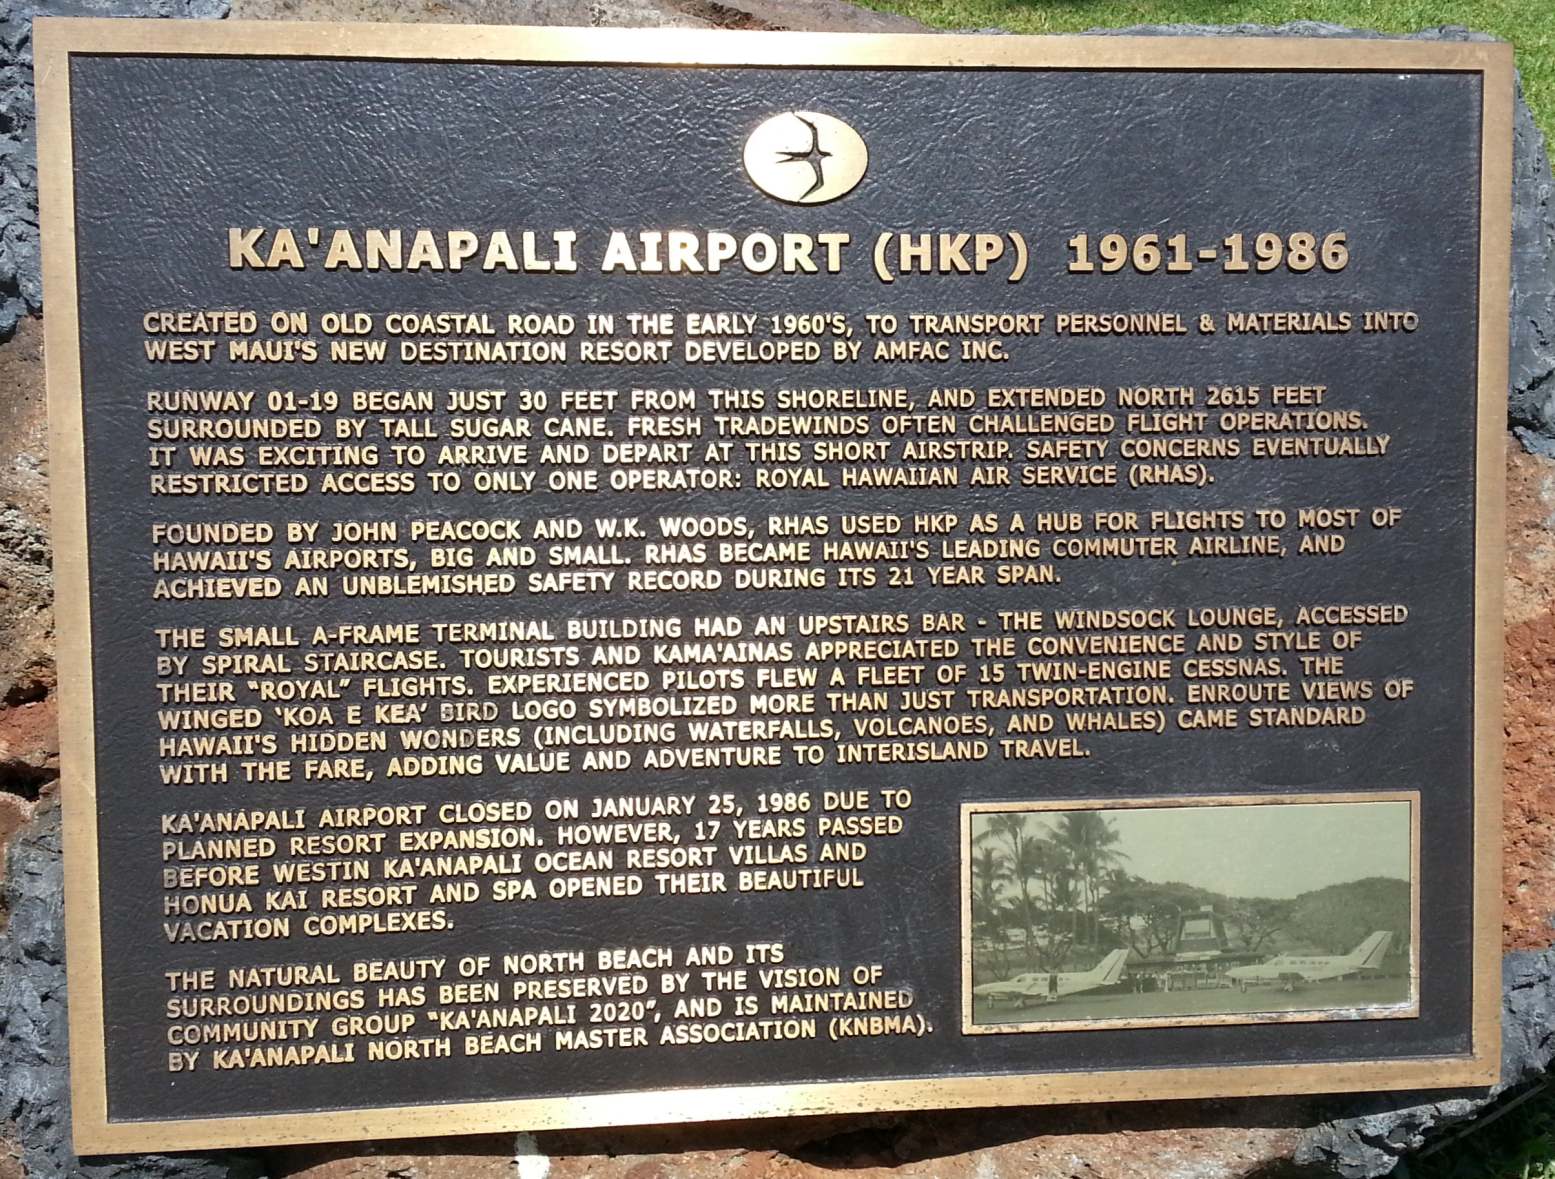 KA'ANAPALI AIRPORT (HKP) 1961-1986
CREATED ON OLD COASTAL ROAD IN THE EARLY 1960'S, TO TRANSPORT PERSONNEL & MATERIALS INTO
WEST MAUI'S NEW DESTINATION RESORT DEVELOPED BY AMFAC INC.
RUNWAY 01-19 BEGAN JUST 30 FEET FROM THIS SHORELINE, AND EXTENDED NORTH 2615 FEET
SURROUNDED BY TALL SUGAR CANE. FRESH TRADEWINDS OFTEN CHALLENGED FLIGHT OPERATIONS.
IT WAS EXCITING TO ARRIVE AND DEPART AT THIS SHORT AIRSTRIP. SAFETY CONCERNS EVENTUALLY
RESTRICTED ACCESS TO ONLY ONE OPERATOR: ROYAL HAWAIIAN AIR SERVICE (RHAS).
FOUNDED BY JOHN PEACOCK AND W.K. WOODS, RHAS USED HKP AS A HUB FOR FLIGHTS TO MOST OF
HAWAII'S AIRPORTS, BIG AND SMALL. RHAS BECAME HAWAII'S LEADING COMMUTER AIRLINE, AND
ACHIEVED AN UNBLEMISHED SAFETY RECORD DURING ITS 21 YEAR SPAN.
THE SMALL A-FRAME TERMINAL BUILDING HAD AN UPSTAIRS BAR - THE WINDSOCK LOUNGE, ACCESSED
BY SPIRAL STAIRCASE. TOURISTS AND KAMA'AINAS APPRECIATED THE CONVENIENCE AND STYLE OF
THEIR "ROYAL" FLIGHTS. EXPERIENCED PILOTS FLEW A FLEET OF 15 TWIN-ENGINE CESSNAS. THE
WINGED 'KOA E KEA' BIRD LOGO SYMBOLIZED MORE THAN JUST TRANSPORTATION. ENROUTE VIEWS OF
HAWAII'S HIDDEN WONDERS (INCLUDING WATERFALLS, VOLCANOES, AND WHALES) CAME STANDARD
WITH THE FARE, ADDING VALUE AND ADVENTURE TO INTERISLAND TRAVEL.
KA'ANAPALI AIRPORT CLOSED ON JANUARY 25, 1986 DUE TO
PLANNED RESORT EXPANSION. HOWEVER, 17 YEARS PASSED
BEFORE WESTIN KA'ANAPALI OCEAN RESORT VILLAS AND
HONUA KAI RESORT AND SPA OPENED THEIR BEAUTIFUL
VACATION COMPLEXES.
THE NATURAL BEAUTY OF NORTH BEACH AND ITS
SURROUNDINGS HAS BEEN PRESERVED BY THE VISION OF
COMMUNITY GROUP "KA'ANAPALI 2020", AND IS MAINTAINED
BY KA'ANAPALI NORTH BEACH MASTER ASSOCIATION (KNBMA).